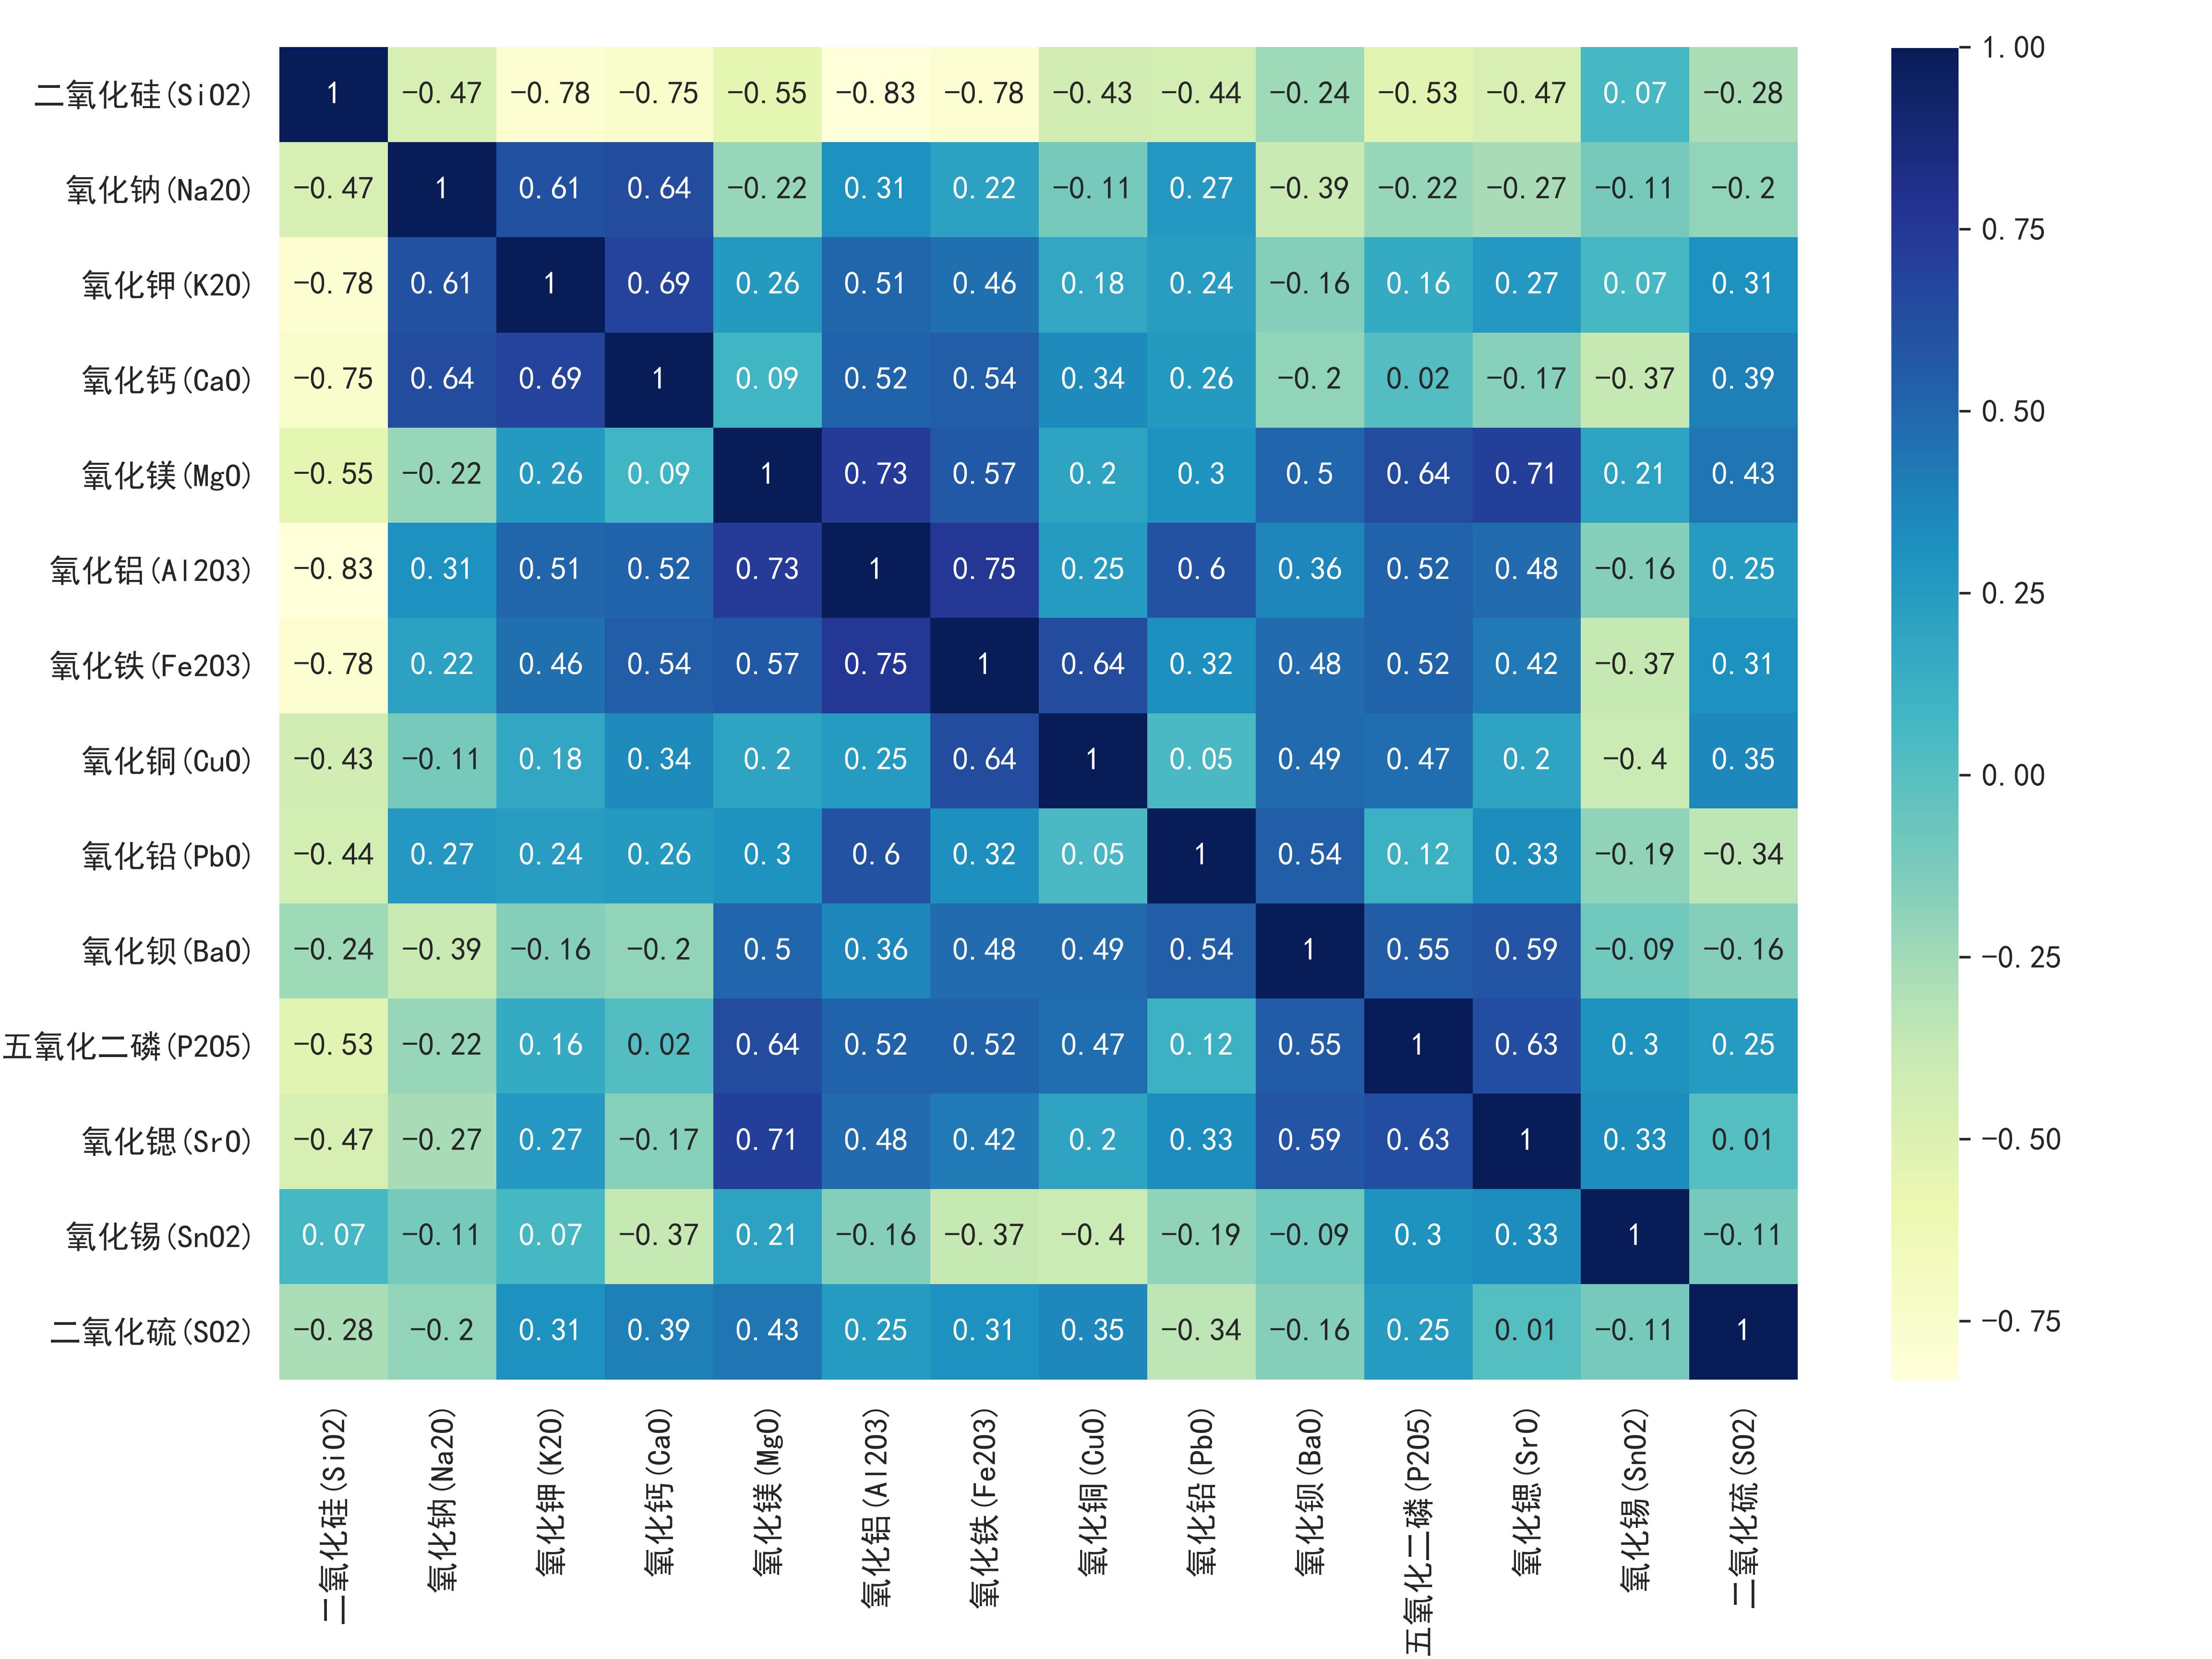 二氧化硅(SiO2) 1 -0.47 -0.78 -0.75 -0.55 -0.83 -0.78 -0.43 -0.44 -0.24 -0.53 -0.47 0.07 -0.28
氧化钠(Na2O) -0.47 1 0.61 0.64 -0.22 0.31 0.22 -0.11 0.27 -0.39 -0.22 -0.27 -0.11 -0.2
氧化钾(K2O) -0.78 0.61 1 0.69 0.26 0.51 0.46 0.18 0.24 -0.16 0.16 0.27 0.07 0.31
氧化钙(CaO) -0.75 0.64 0.69 1 0.09 0.52 0.54 0.34 0.26 -0.2 0.02 -0.17 -0.37 0.39
氧化镁(MgO) -0.55 -0.22 0.26 0.09 1 0.73 0.57 0.2 0.3 0.5 0.64 0.71 0.21 0.43
氧化铝(Al2O3) -0.83 0.31 0.51 0.52 0.73 1 0.75 0.25 0.6 0.36 0.52 0.48 -0.16 0.25
氧化铁(Fe2O3) -0.78 0.22 0.46 0.54 0.57 0.75 1 0.64 0.32 0.48 0.52 0.42 -0.37 0.31
氧化铜(CuO) -0.43 -0.11 0.18 0.34 0.2 0.25 0.64 1 0.05 0.49 0.47 0.2 -0.4 0.35
氧化铅(PbO) -0.44 0.27 0.24 0.26 0.3 0.6 0.32 0.05 1 0.54 0.12 0.33 -0.19 -0.34
氧化钡(BaO) -0.24 -0.39 -0.16 -0.2 0.5 0.36 0.48 0.49 0.54 1 0.55 0.59 -0.09 -0.16
五氧化二磷(P2O5) -0.53 -0.22 0.16 0.02 0.64 0.52 0.52 0.47 0.12 0.55 1 0.63 0.3 0.25
氧化锶(SrO) -0.47 -0.27 0.27 -0.17 0.71 0.48 0.42 0.2 0.33 0.59 0.63 1 0.33 0.01
氧化锡(SnO2) 0.07 -0.11 0.07 -0.37 0.21 -0.16 -0.37 -0.4 -0.19 -0.09 0.3 0.33 1 -0.11
二氧化硫(SO2) -0.28 -0.2 0.31 0.39 0.43 0.25 0.31 0.35 -0.34 -0.16 0.25 0.01 -0.11 1
二氧化硅(SiO2)
氧化钠(Na2O)
氧化钾(K2O)
氧化钙(CaO)
氧化镁(MgO)
氧化铝(Al2O3)
氧化铁(Fe2O3)
氧化铜(CuO)
氧化铅(PbO)
氧化钡(BaO)
五氧化二磷(P2O5)
氧化锶(SrO)
氧化锡(SnO2)
二氧化硫(SO2)
1.00
0.75
0.50
0.25
0.00
-0.25
-0.50
-0.75